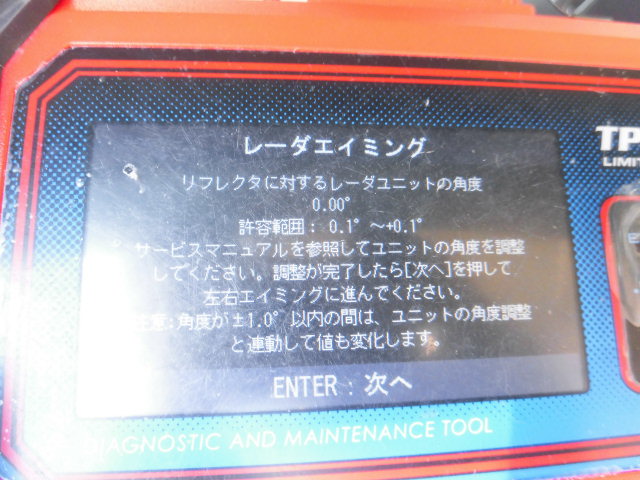 レーダエイミング
リフレクタに対するレーダユニットの角度
0.00°
許容範囲： 0.1° ～+0.1°
サービスマニュアルを参照してユニットの角度を調整
してください。調整が完了したら[次へ]を押して
左右エイミングに進んでください。
注意:角度が±1.0° 以内の間は、ユニットの角度調整
と連動して値も変化します。
ENTER：次へ
DIAGNOSTIC AND MAINTENANCE TOOL
TP
LIMI